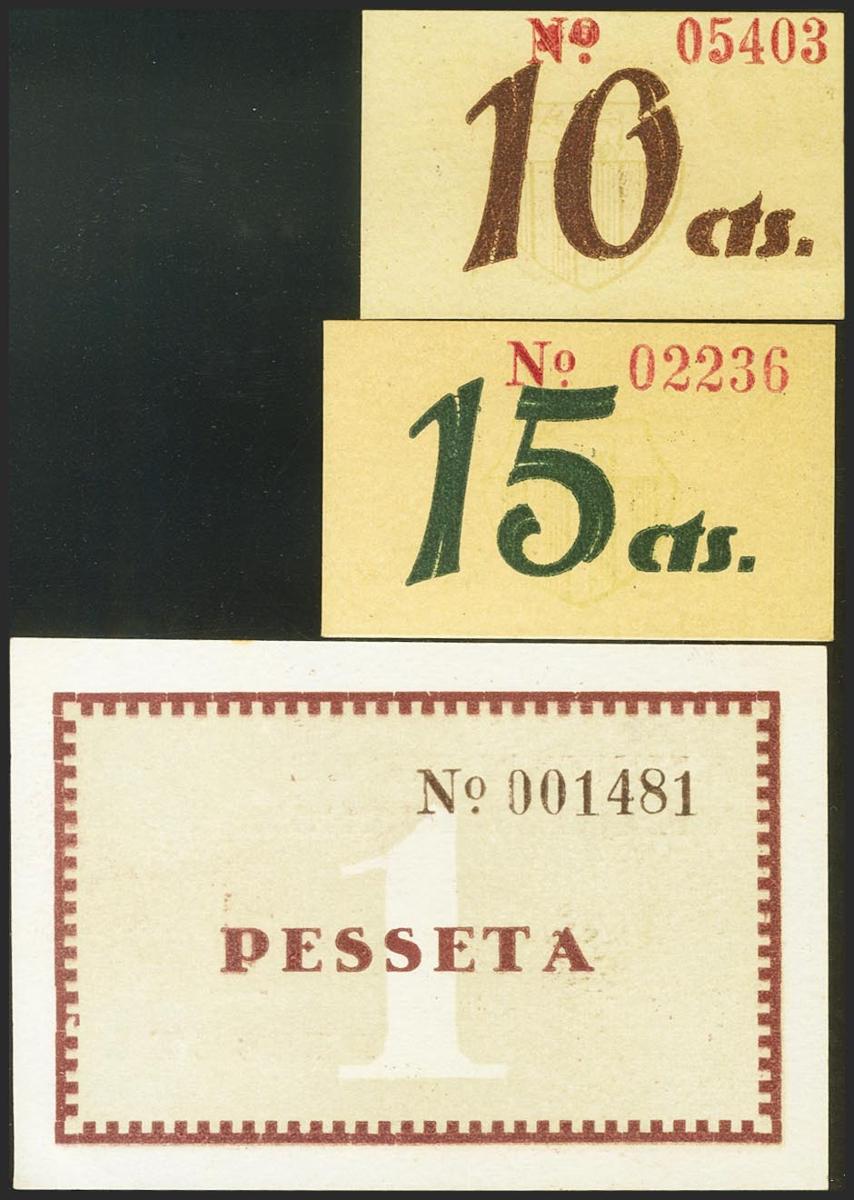 Nº 05403
10 cts.
Nº 02236
15 cts.
Nº 001481
1
PESSETA